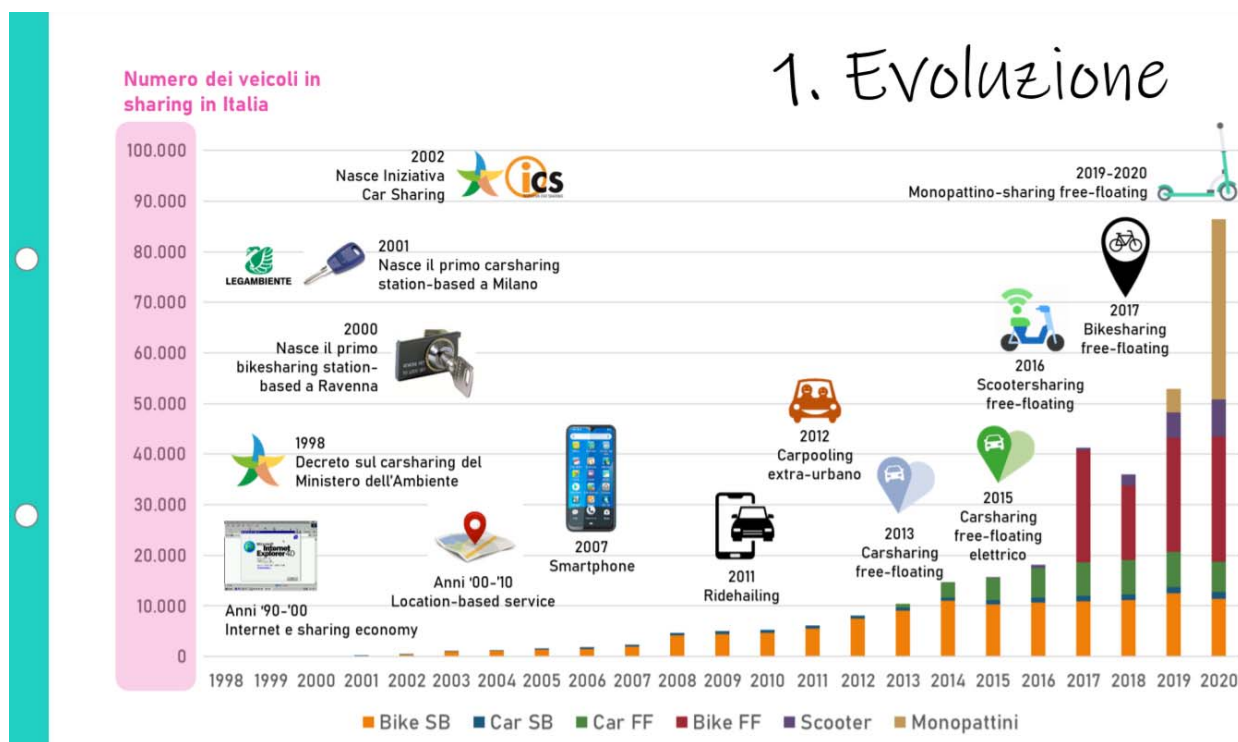 1. Evoluzione
Numero dei veicoli in
sharing in Italia
100.000
90.000
80.000
70.000
60.000
50.000
40.000
30.000
20.000
10.000
0
2002
Nasce Iniziativa
Car Sharing
ics
2019-2020
Monopattino-sharing free-floating
LEGAMBIENTE
2001
Nasce il primo carsharing
station-based a Milano
2000
Nasce il primo
bikesharing station-
based a Ravenna
2017
Bikesharing
free-floating
2016
Scootersharing
free-floating
1998
Decreto sul carsharing del
Ministero dell'Ambiente
2012
Carpooling
extra-urbano
2015
Carsharing
free-floating
elettrico
2013
Carsharing
free-floating
2007
Smartphone
2011
Ridehailing
Internet
Explorer 4.0
Anni '00-'10
Location-based service
Anni '90-'00
Internet e sharing economy
1998 1999 2000 2001 2002 2003 2004 2005 2006 2007 2008 2009 2010 2011 2012 2013 2014 2015 2016 2017 2018 2019 2020
Bike SB Car SB Car FF Bike FF Scooter Monopattini